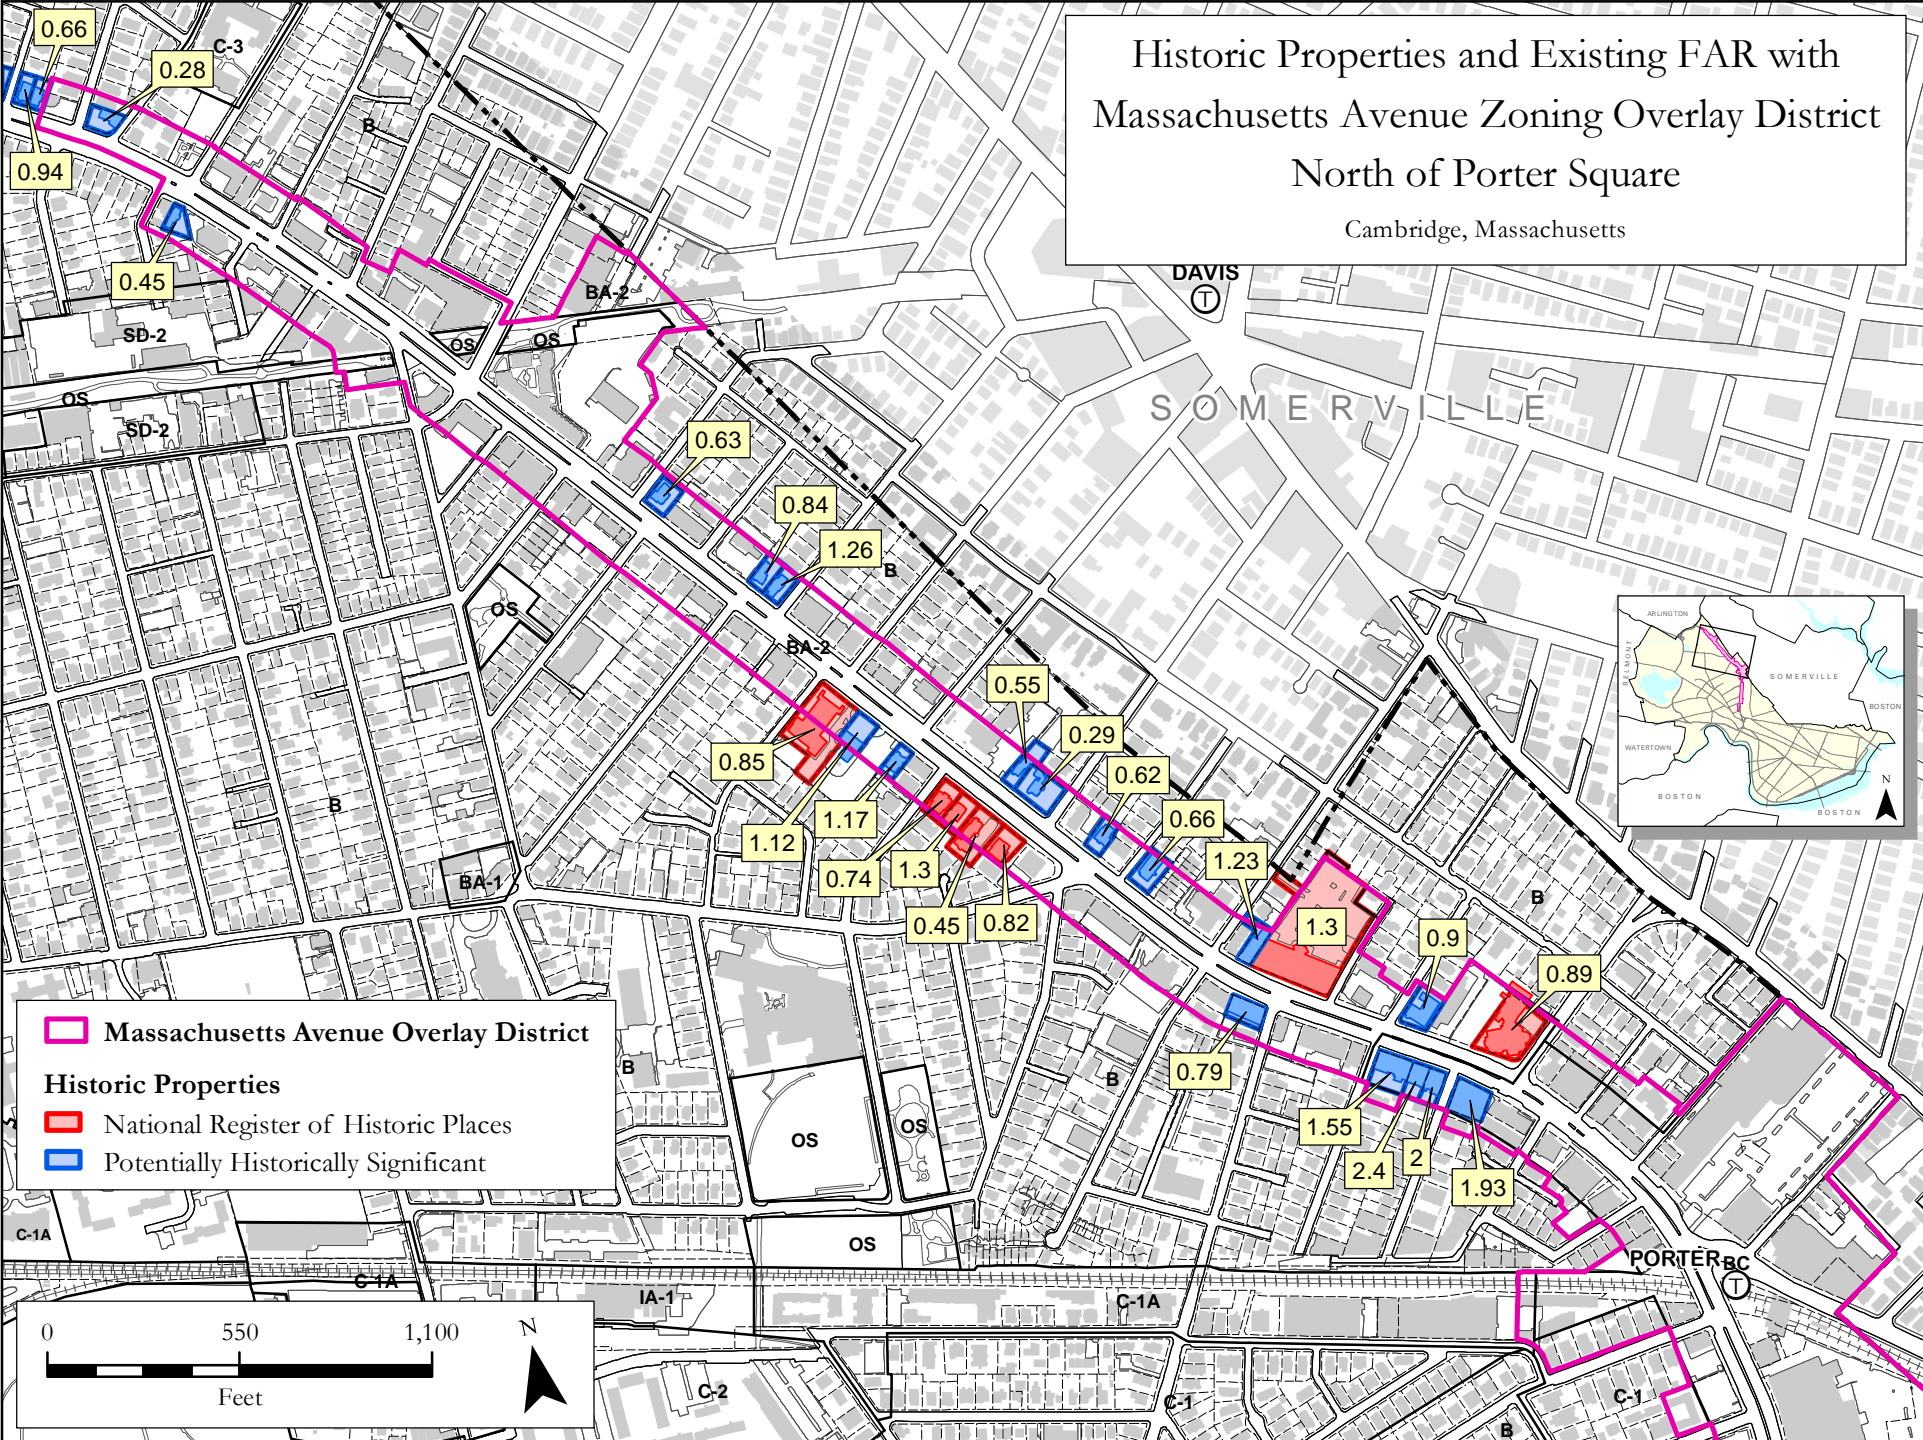 Historic Properties and Existing FAR with
Massachusetts Avenue Zoning Overlay District
North of Porter Square
Cambridge, Massachusetts
0.66
C-3
0.28
B
0.94
0.45
BA-2
DAVIS
T
SD-2
OS
OS
OS
SD-2
SOMERVILLE
0.63
0.84
1.26
B
OS
BA-2
ARLINGTON
BELMONT
SOMERVILLE
BOSTON
WATERTOWN
N
BOSTON
BOSTON
0.55
0.29
0.85
0.62
B
1.12
1.17
0.66
0.74
1.3
1.23
BA-1
0.45
0.82
1.3
B
0.9
0.89
Massachusetts Avenue Overlay District
Historic Properties
National Register of Historic Places
Potentially Historically Significant
B
B
0.79
OS
OS
1.55
2.4
2
1.93
C-1A
OS
PORTER
BC
T
C-1A
IA-1
C-1A
0
550
1,100
Feet
N
C-2
C-1
C-1
B